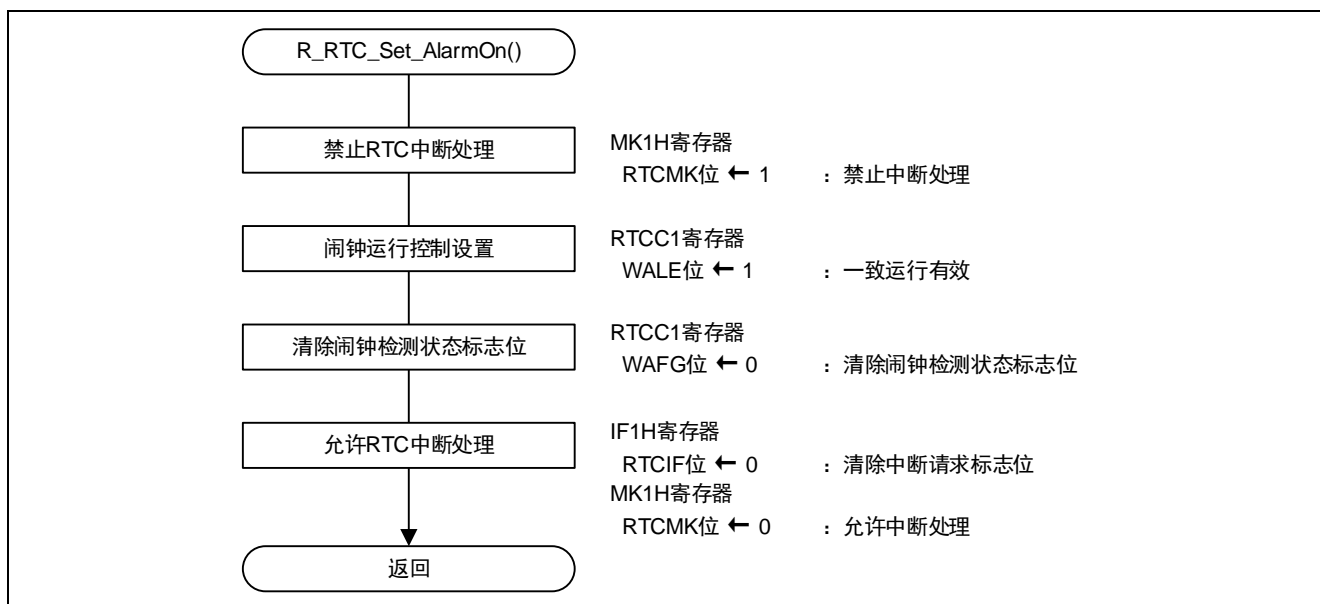 R_RTC_Set_AlarmOn()
禁止RTC中断处理
MK1H寄存器
RTCMK位 ← 1 ：禁止中断处理
闹钟运行控制设置
RTCC1寄存器
WALE位 ← 1 ：一致运行有效
清除闹钟检测状态标志位
RTCC1寄存器
WAFG位 ← 0 ：清除闹钟检测状态标志位
允许RTC中断处理
IF1H寄存器
RTCIF位 ← 0 ：清除中断请求标志位
MK1H寄存器
RTCMK位 ← 0 ：允许中断处理
返回